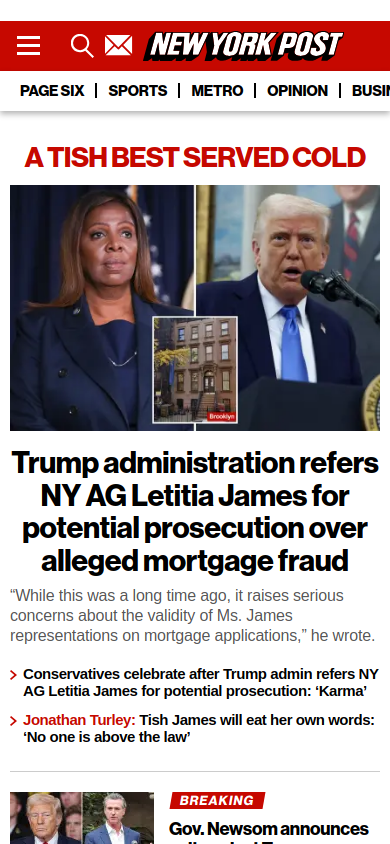 NEW YORK POST
PAGE SIX | SPORTS | METRO | OPINION | BUSI
A TISH BEST SERVED COLD
Brooklyn
Trump administration refers
NY AG Letitia James for
potential prosecution over
alleged mortgage fraud
“While this was a long time ago, it raises serious
concerns about the validity of Ms. James
representations on mortgage applications,” he wrote.
Conservatives celebrate after Trump admin refers NY
AG Letitia James for potential prosecution: ‘Karma’
Jonathan Turley: Tish James will eat her own words:
‘No one is above the law’
BREAKING
Gov. Newsom announces